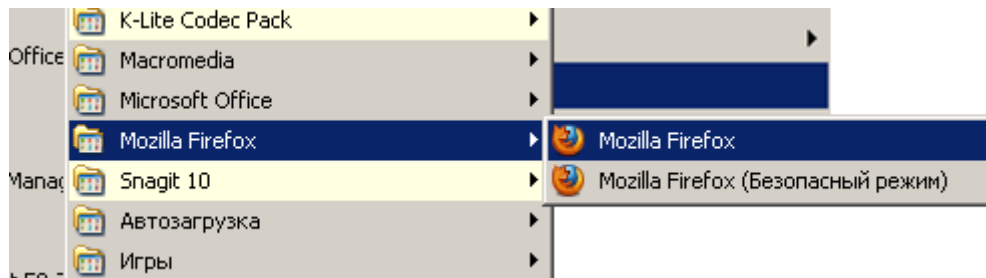 K-Lite Codec Pack
Office
Macromedia
Microsoft Office
Mozilla Firefox
Mozilla Firefox
Snagit 10
Mozilla Firefox (Безопасный режим)
Автозагрузка
Игры